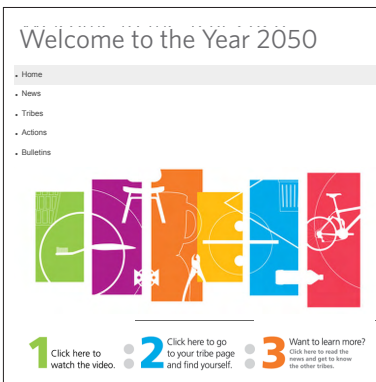 Welcome to the Year 2050
Home
News
Tribes
Actions
Bulletins
1 Click here to
watch the video.
2 Click here to go
to your tribe page
and find yourself.
3 Want to learn more?
Click here to read the
news and get to know
the other tribes.